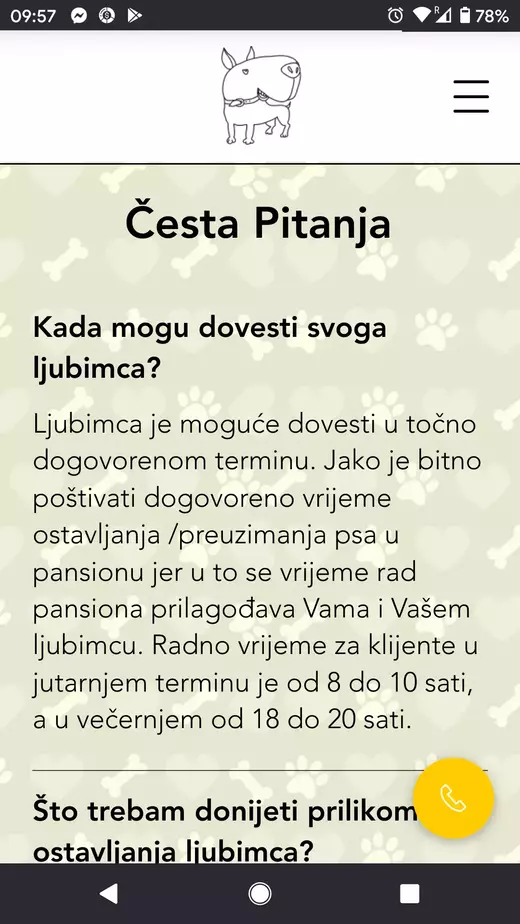 09:57
R
78%
Česta Pitanja
Kada mogu dovesti svoga
ljubimca?
Ljubimca je moguće dovesti u točno
dogovorenom terminu. Jako je bitno
poštivati dogovoreno vrijeme
ostavljanja /preuzimanja psa u
pansionu jer u to se vrijeme rad
pansiona prilagođava Vama i Vašem
ljubimcu. Radno vrijeme za klijente u
jutarnjem terminu je od 8 do 10 sati,
a u večernjem od 18 do 20 sati.
Što trebam donijeti prilikom
ostavljanja ljubimca?